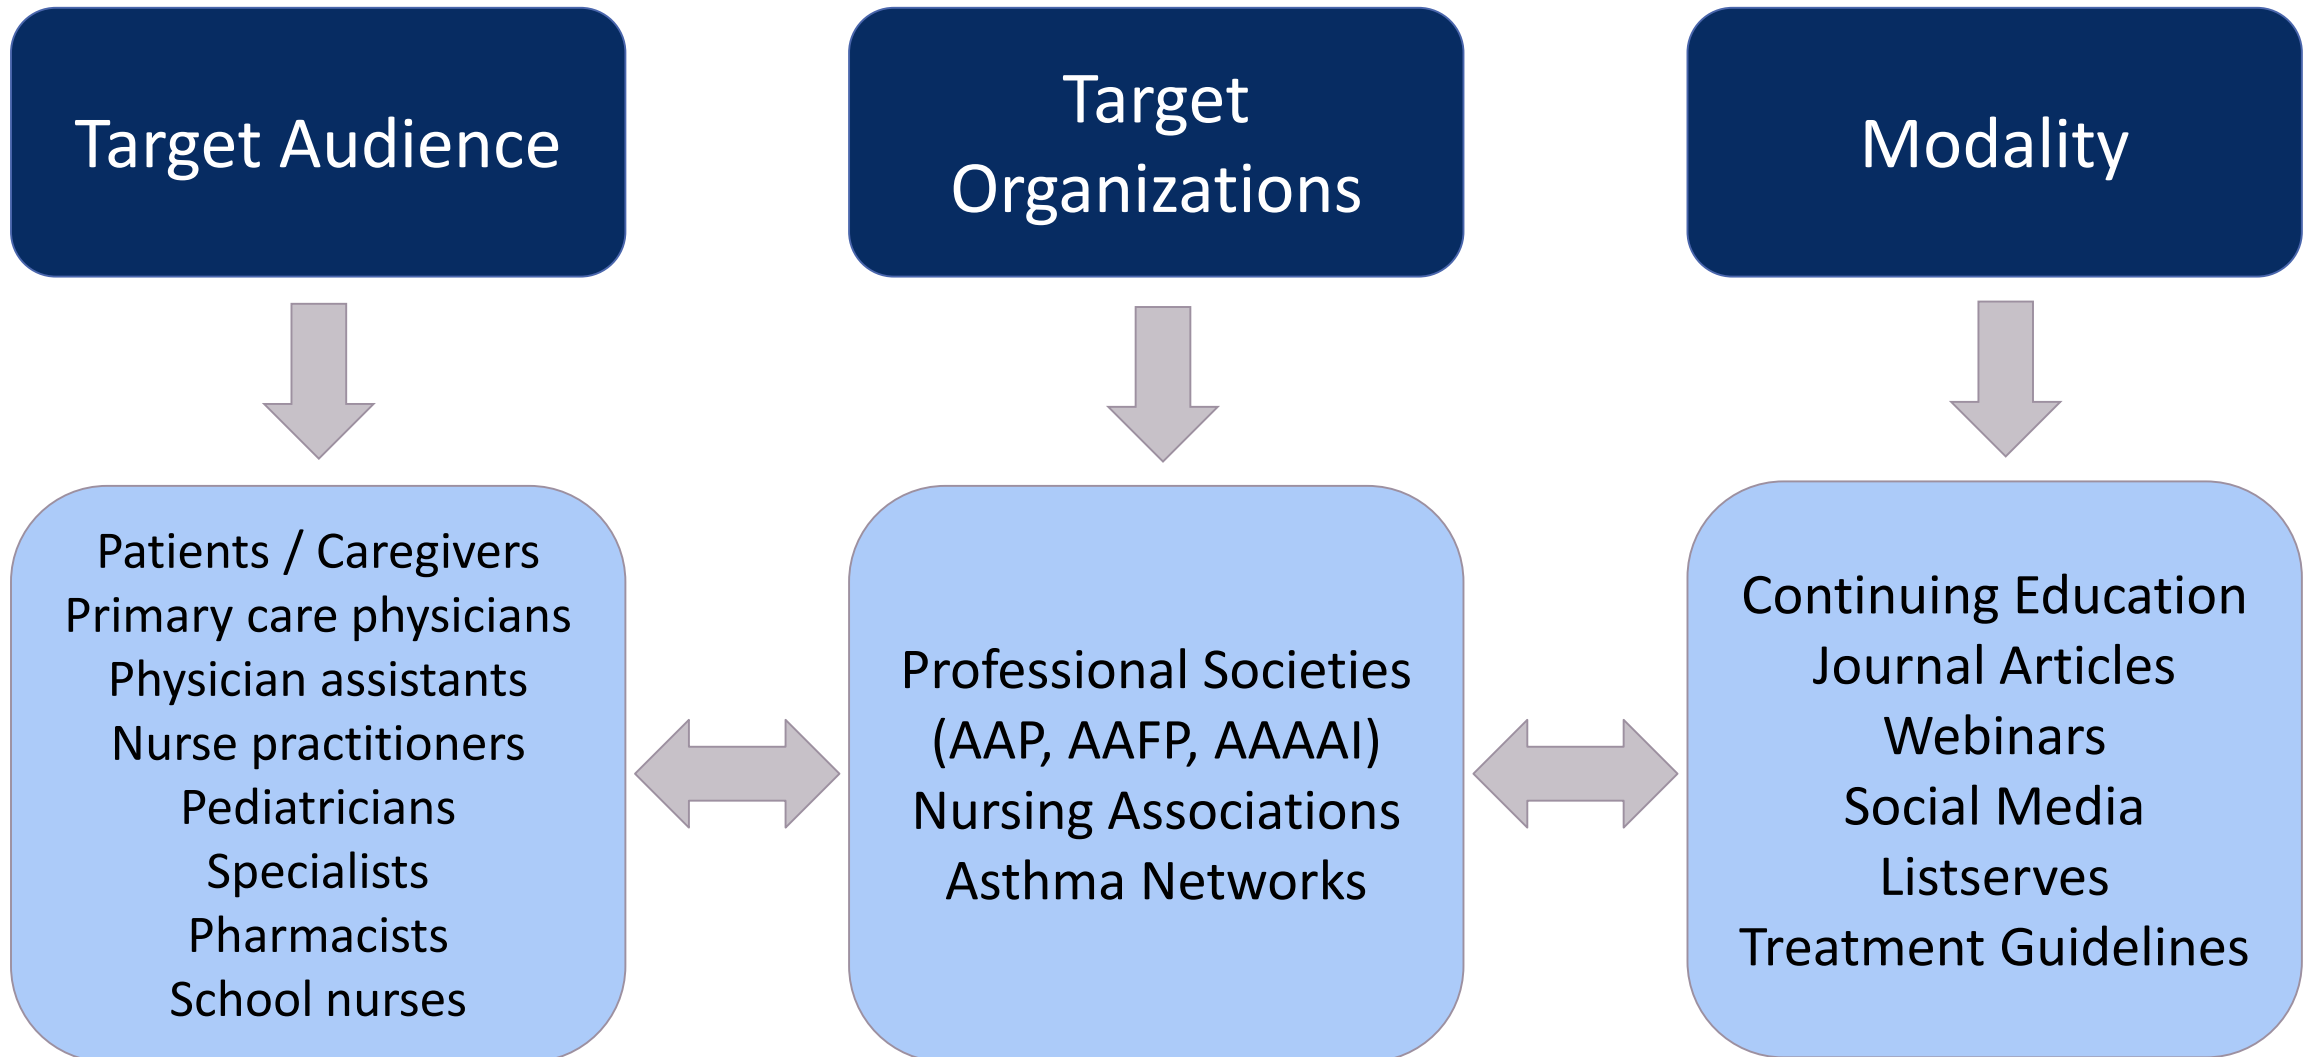 Target Audience
Target
Organizations
Modality
Patients / Caregivers
Primary care physicians
Physician assistants
Nurse practitioners
Pediatricians
Specialists
Pharmacists
School nurses
Professional Societies
(AAP, AAFP, AAAAI)
Nursing Associations
Asthma Networks
Continuing Education
Journal Articles
Webinars
Social Media
Listserves
Treatment Guidelines